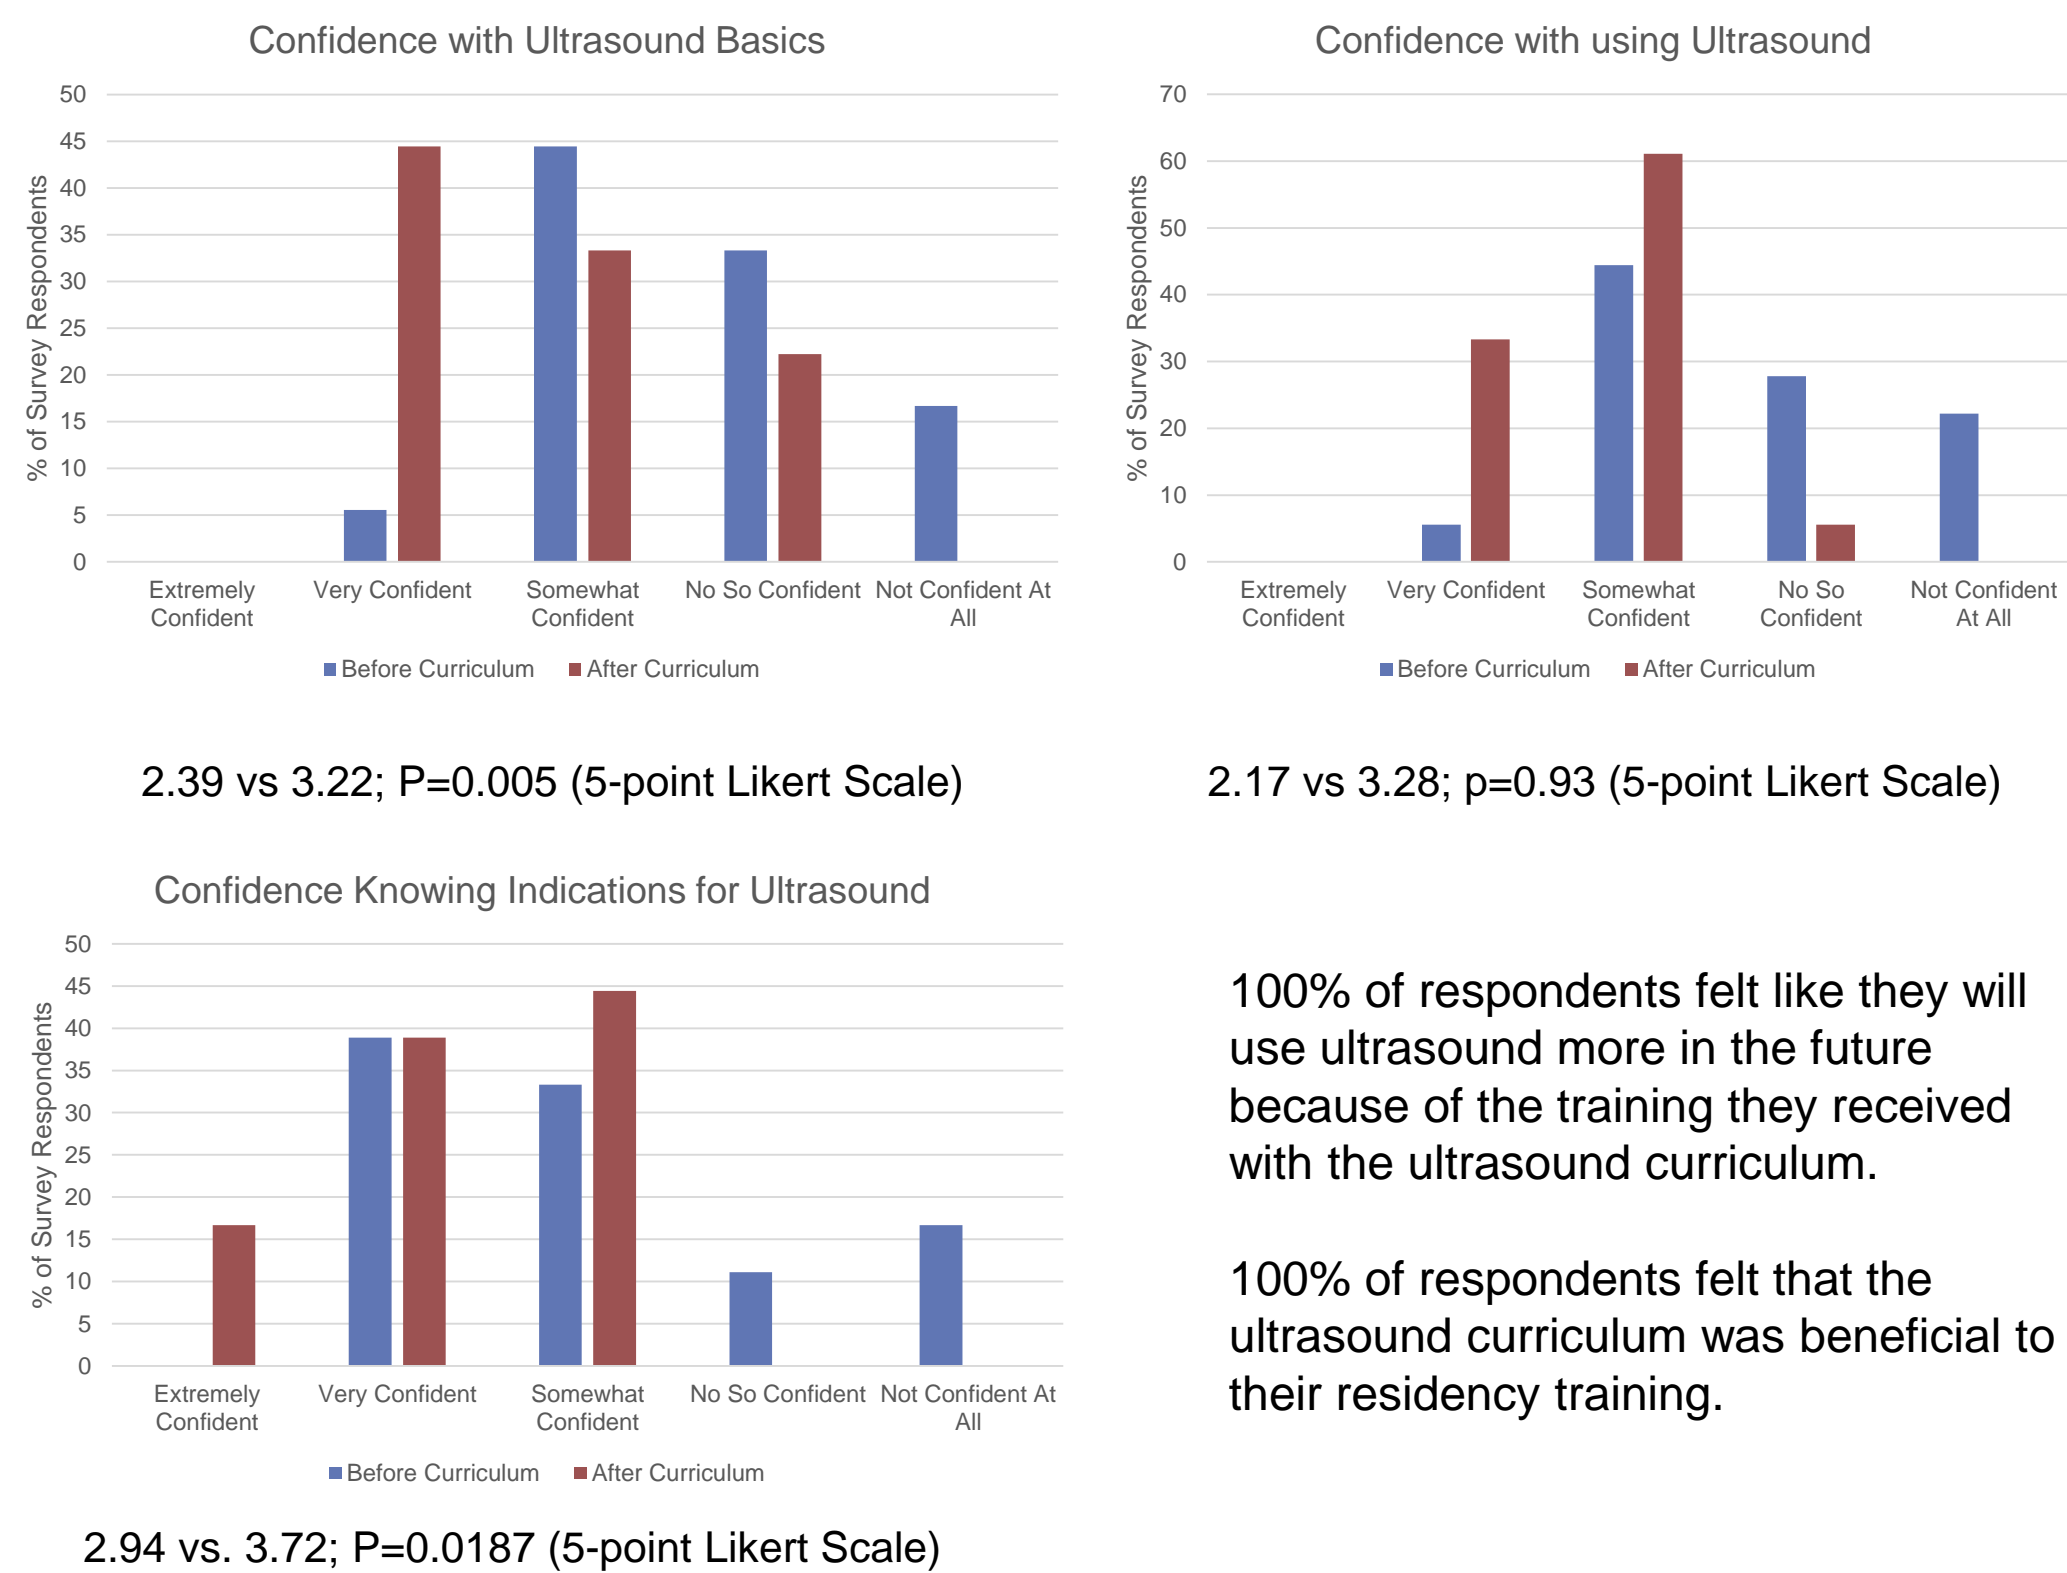 Confidence with Ultrasound Basics
50
45
40
35
30
25
20
15
10
5
0
% of Survey Respondents
Extremely
Confident
Very Confident
Somewhat
Confident
No So Confident
Not Confident At
All
Before Curriculum
After Curriculum
2.39 vs 3.22; P=0.005 (5-point Likert Scale)
Confidence with using Ultrasound
70
60
50
40
30
20
10
0
% of Survey Respondents
Extremely
Confident
Very Confident
Somewhat
Confident
No So
Confident
Not Confident
At All
Before Curriculum
After Curriculum
2.17 vs 3.28; p=0.93 (5-point Likert Scale)
Confidence Knowing Indications for Ultrasound
50
45
40
35
30
25
20
15
10
5
0
% of Survey Respondents
Extremely
Confident
Very Confident
Somewhat
Confident
No So Confident
Not Confident At
All
Before Curriculum
After Curriculum
2.94 vs. 3.72; P=0.0187 (5-point Likert Scale)
100% of respondents felt like they will
use ultrasound more in the future
because of the training they received
with the ultrasound curriculum.
100% of respondents felt that the
ultrasound curriculum was beneficial to
their residency training.